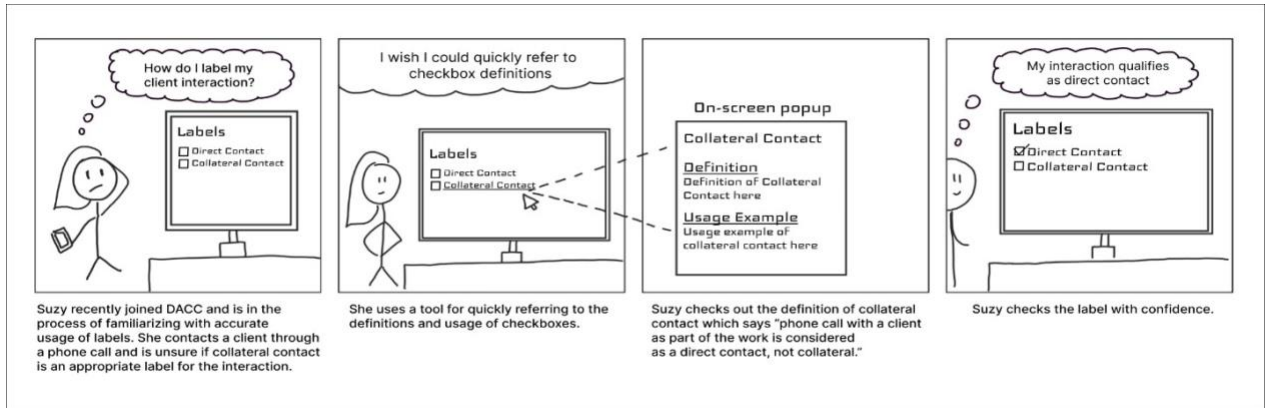 How do I label my
client interaction?
Labels
Direct Contact
Collateral Contact
Suzy recently joined DACC and is in the
process of familiarizing with accurate
usage of labels. She contacts a client through
a phone call and is unsure if collateral contact
is an appropriate label for the interaction.
I wish I could quickly refer to
checkbox definitions
Labels
Direct Contact
Collateral Contact
She uses a tool for quickly referring to the
definitions and usage of checkboxes.
On-screen popup
Collateral Contact
Definition
Definition of Collateral
Contact here
Usage Example
Usage example of
collateral contact here
Suzy checks out the definition of collateral
contact which says “phone call with a client
as part of the work is considered
as a direct contact, not collateral.”
My interaction qualifies
as direct contact
Labels
Direct Contact
Collateral Contact
Suzy checks the label with confidence.